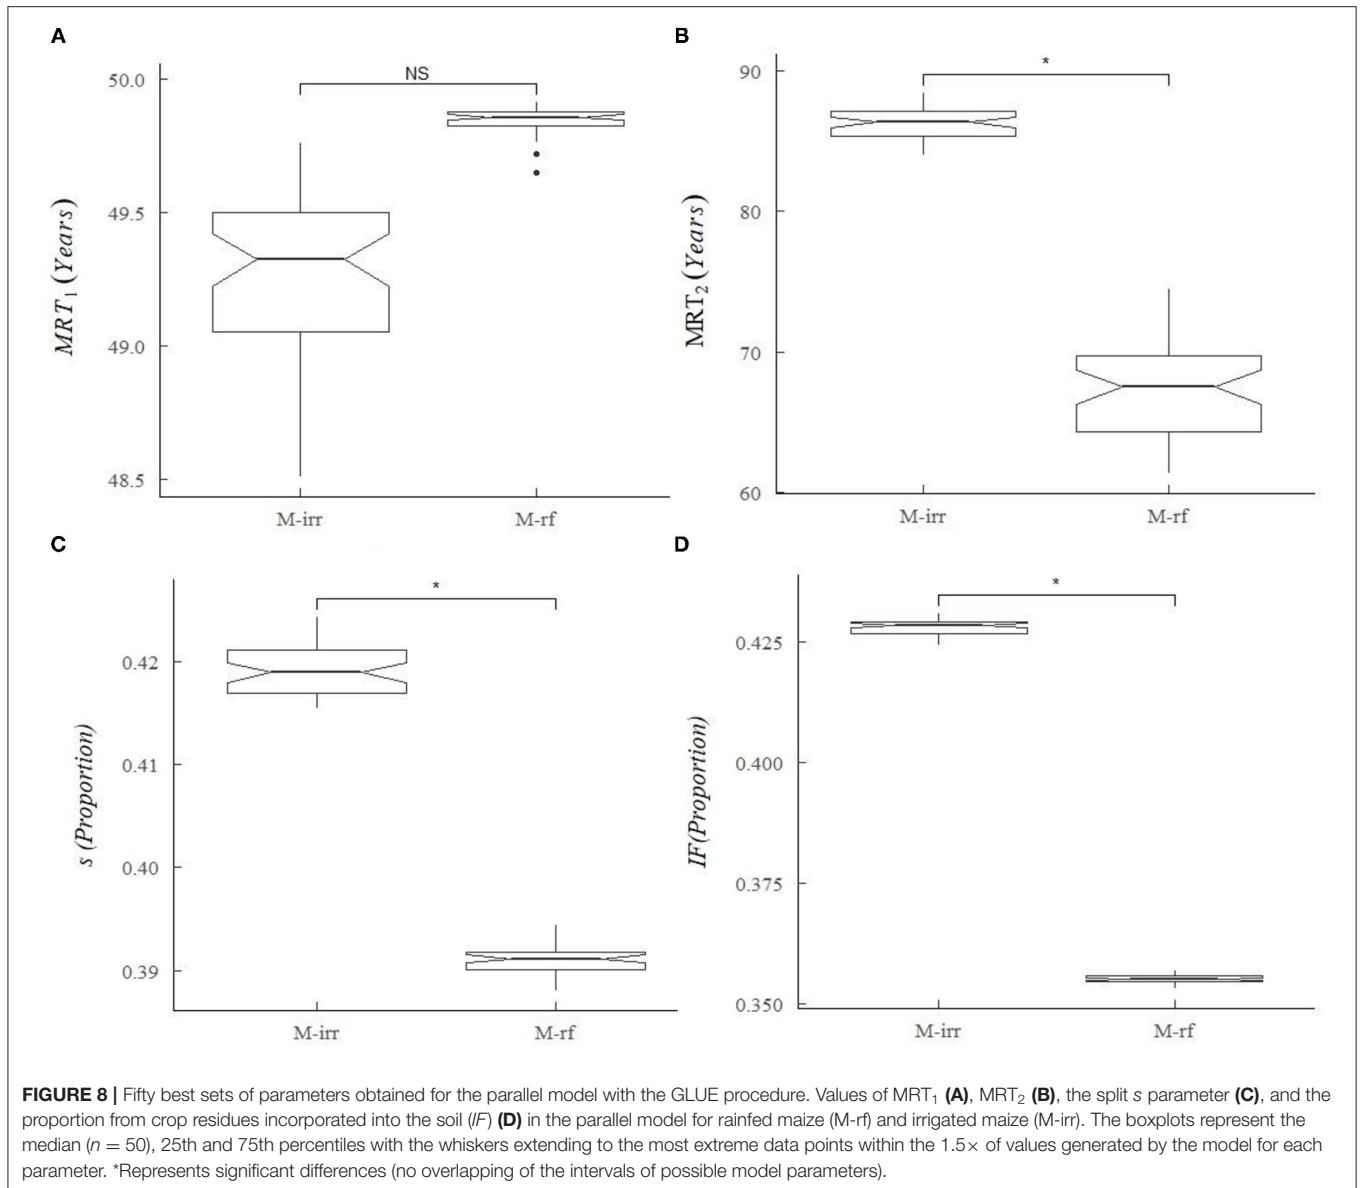 A
50.0
49.5
49.0
48.5
MRT1 (Years)
NS
M-irr
M-rf
B
90
80
70
60
MRT2 (Years)
*
M-irr
M-rf
C
0.42
0.41
0.40
0.39
s (Proportion)
*
M-irr
M-rf
D
0.425
0.400
0.375
0.350
IF(Proportion)
*
M-irr
M-rf
FIGURE 8 | Fifty best sets of parameters obtained for the parallel model with the GLUE procedure. Values of MRT1 (A), MRT2 (B), the split s parameter (C), and the
proportion from crop residues incorporated into the soil (IF) (D) in the parallel model for rainfed maize (M-rf) and irrigated maize (M-irr). The boxplots represent the
median (n = 50), 25th and 75th percentiles with the whiskers extending to the most extreme data points within the 1.5× of values generated by the model for each
parameter. *Represents significant differences (no overlapping of the intervals of possible model parameters).